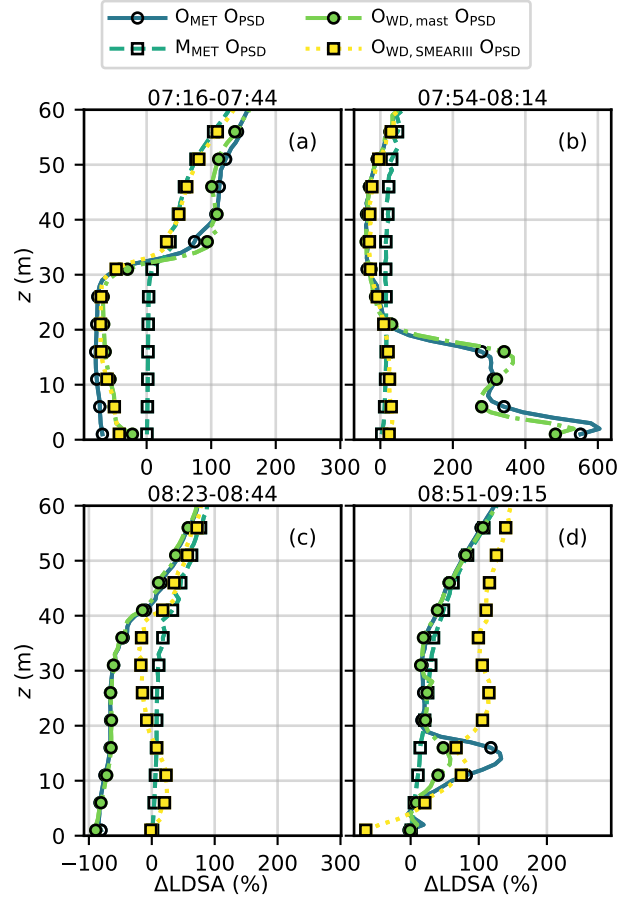 O_MET O_PSD O_WD, mast O_PSD
M_MET O_PSD O_WD, SMEARIII O_PSD
07:16-07:44 07:54-08:14
(a) (b)
z (m)
60
50
40
30
20
10
0
0 100 200 300
0 200 400 600
08:23-08:44 08:51-09:15
(c) (d)
z (m)
60
50
40
30
20
10
0
−100 0 100 200
0 100 200
ΔLDSA (%) ΔLDSA (%)